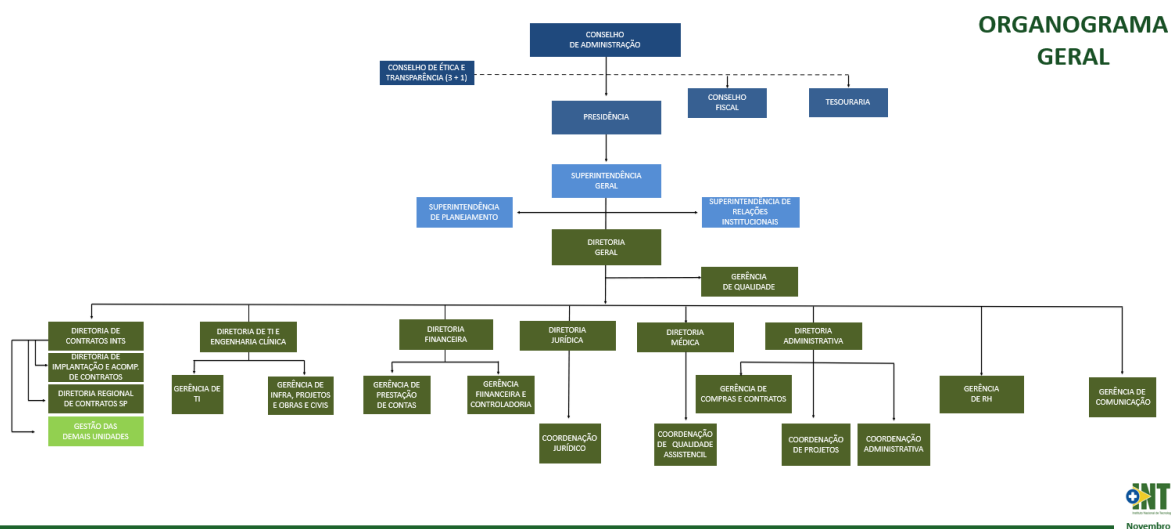 ORGANOGRAMA
GERAL
CONSELHO
DE ADMINISTRAÇÃO
CONSELHO DE ÉTICA E
TRANSPARÊNCIA (3 + 1)
CONSELHO
FISCAL
TESOURARIA
PRESIDÊNCIA
SUPERINTENDÊNCIA
GERAL
SUPERINTENDÊNCIA
DE PLANEJAMENTO
SUPERINTENDÊNCIA DE
RELAÇÕES
INSTITUCIONAIS
DIRETORIA
GERAL
GERÊNCIA
DE QUALIDADE
DIRETORIA DE
CONTRATOS INTS
DIRETORIA DE TI E
ENGENHARIA CLÍNICA
DIRETORIA
FINANCEIRA
DIRETORIA
JURÍDICA
DIRETORIA
MÉDICA
DIRETORIA
ADMINISTRATIVA
DIRETORIA DE
IMPLANTAÇÃO E ACOMP.
DE CONTRATOS
DIRETORIA REGIONAL
DE CONTRATOS SP
GESTÃO DAS
DEMAIS UNIDADES
GERÊNCIA DE
TI
GERÊNCIA DE
INFRA, PROJETOS
E OBRAS E CIVIS
GERÊNCIA DE
PRESTAÇÃO
DE CONTAS
GERÊNCIA
FIINANCEIRA E
CONTROLADORIA
GERÊNCIA DE
COMPRAS E CONTRATOS
GERÊNCIA
DE RH
GERÊNCIA DE
COMUNICAÇÃO
COORDENAÇÃO
JURÍDICO
COORDENAÇÃO
DE QUALIDADE
ASSISTENCIL
COORDENAÇÃO
DE PROJETOS
COORDENAÇÃO
ADMINISTRATIVA
INT
Novembro